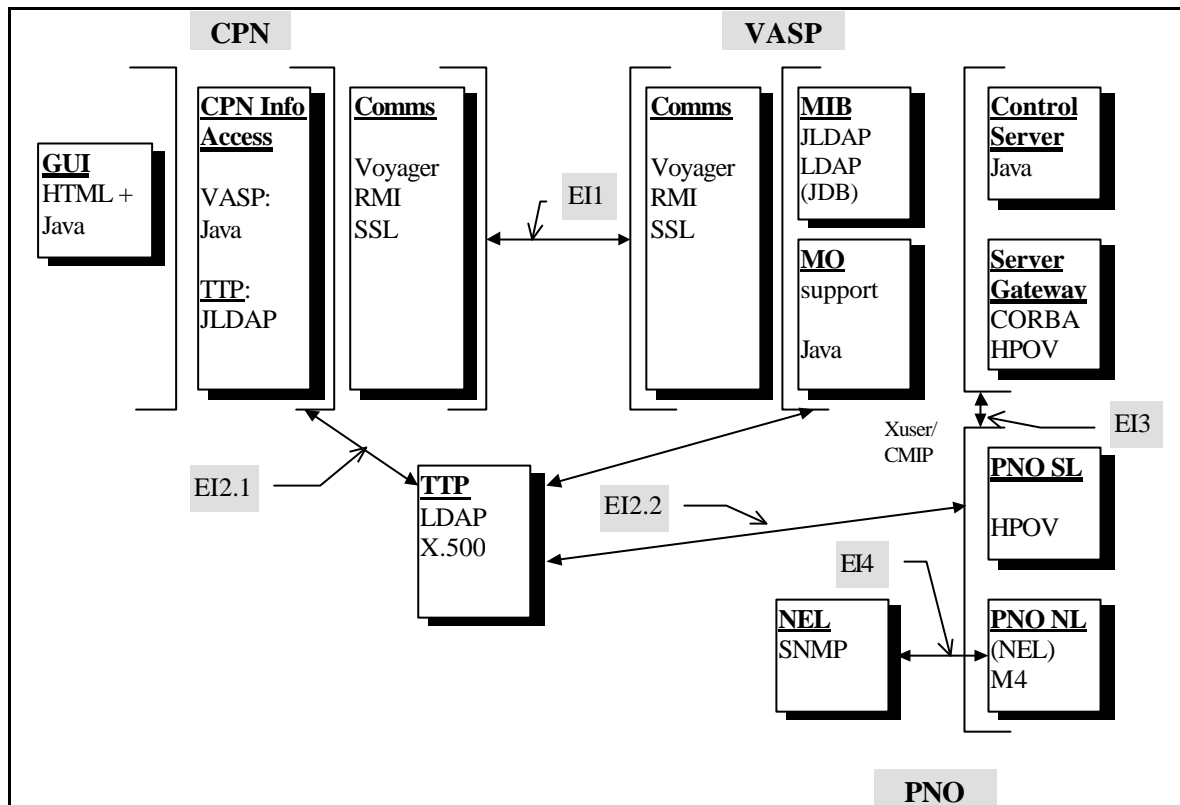 CPN
VASP
GUI
HTML +
Java
CPN Info
Access
VASP:
Java
TTP:
JLDAP
Comms
Voyager
RMI
SSL
EI1
Comms
Voyager
RMI
SSL
MIB
JLDAP
LDAP
(JDB)
MO
support
Java
Control
Server
Java
Server
Gateway
CORBA
HPOV
Xuser/
CMIP
EI3
EI2.1
TTP
LDAP
X.500
EI2.2
PNO SL
HPOV
EI4
NEL
SNMP
PNO NL
(NEL)
M4
PNO